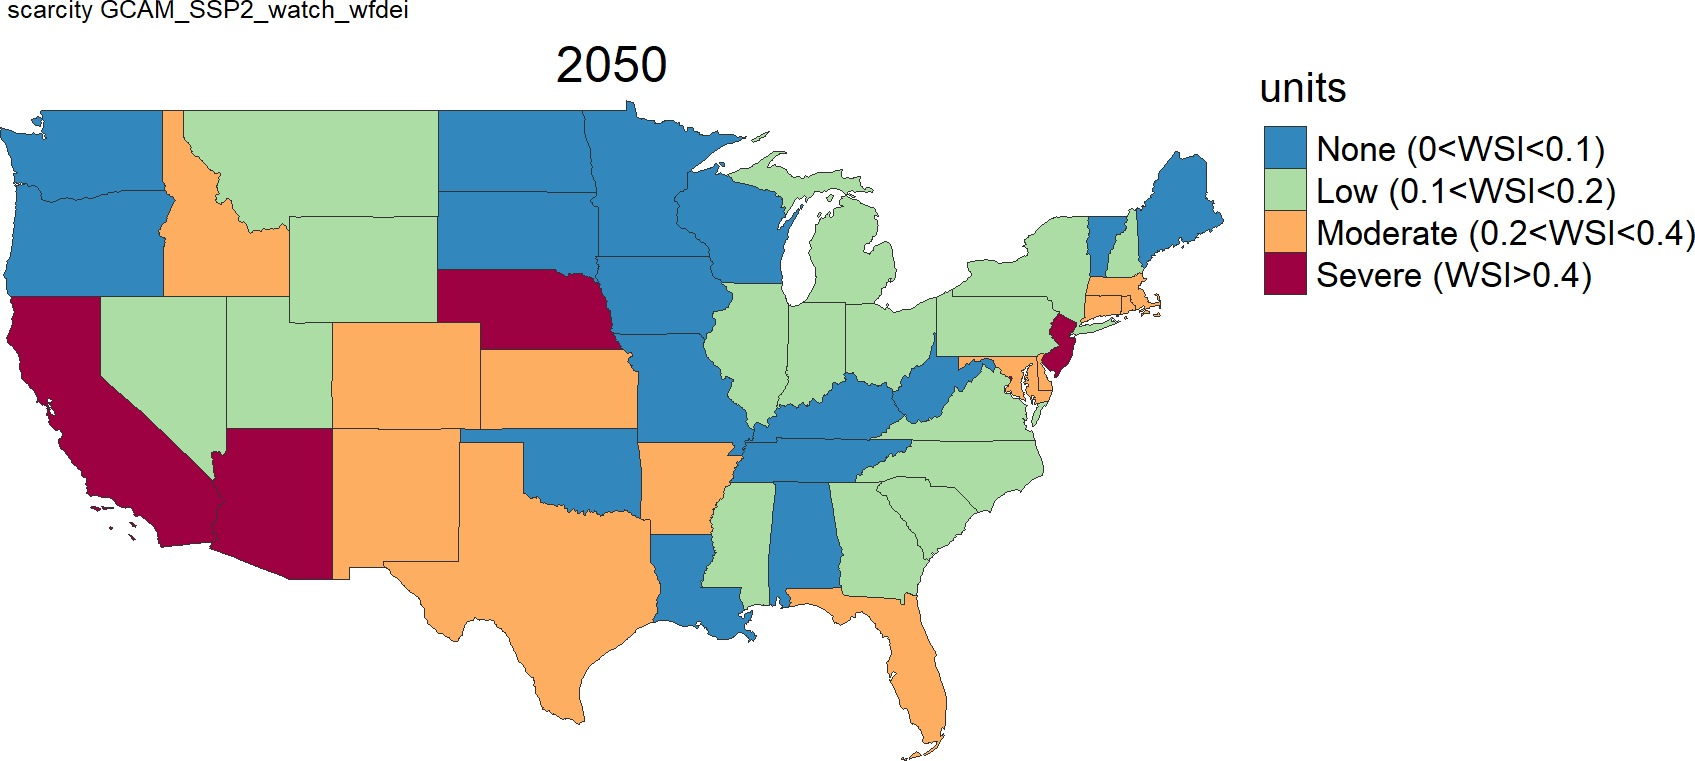 scarcity GCAM_SSP2_watch_wfdei
2050
units
None (0<WSI<0.1)
Low (0.1<WSI<0.2)
Moderate (0.2<WSI<0.4)
Severe (WSI>0.4)